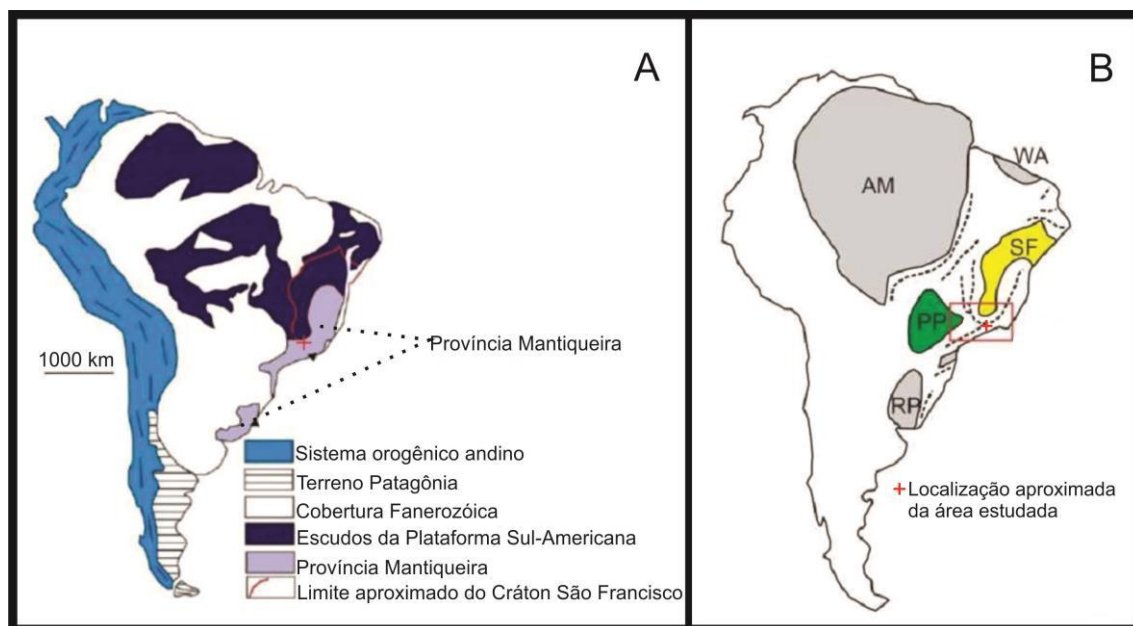 A
1000 km
Província Mantiqueira
Sistema orogênico andino
Terreno Patagônia
Cobertura Fanerozóica
Escudos da Plataforma Sul-Americana
Província Mantiqueira
Limite aproximado do Cráton São Francisco
B
WA
AM
SF
PP
RP
Localização aproximada
da área estudada